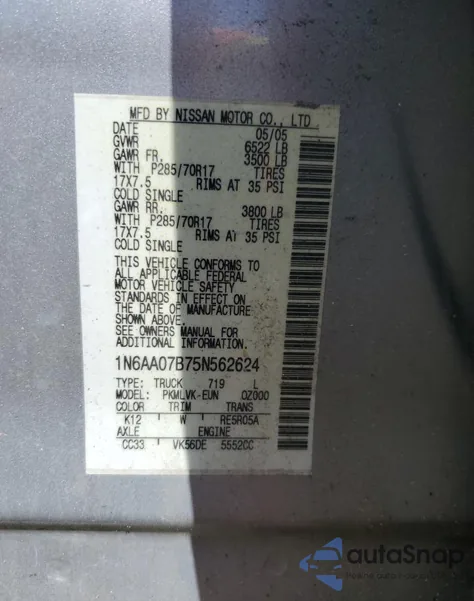 MFD BY NISSAN MOTOR CO., LTD
DATE 05/05
GVWR 6522 LB
GAWR FR. 3500 LB
WITH P285/70R17 TIRES
17X7.5 RIMS AT 35 PSI
COLD SINGLE
GAWR RR. 3800 LB
WITH P285/70R17 TIRES
17X7.5 RIMS AT 35 PSI
COLD SINGLE
THIS VEHICLE CONFORMS TO
ALL APPLICABLE FEDERAL
MOTOR VEHICLE SAFETY
STANDARDS IN EFFECT ON
THE DATE OF MANUFACTURE
SHOWN ABOVE.
SEE OWNERS MANUAL FOR
ADDITIONAL INFORMATION.
1N6AA07B75N562624
TYPE: TRUCK 719 L
MODEL: PKMLVK-EUN 0Z000
COLOR TRIM TRANS
K12 W RE5R05A
AXLE ENGINE
CC33 VK56DE 5552CC
autoSnap